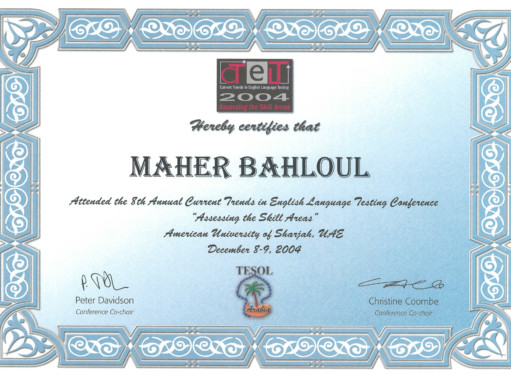 CTELT
Current Trends in English Language Testing
2004
Assessing the Skill Areas
Hereby certifies that
MAHER BAHLOUL
Attended the 8th Annual Current Trends in English Language Testing Conference
"Assessing the Skill Areas"
American University of Sharjah, UAE
December 8-9, 2004
TESOL
Arabia
Peter Davidson
Conference Co-chair
Christine Coombe
Conference Co-chair